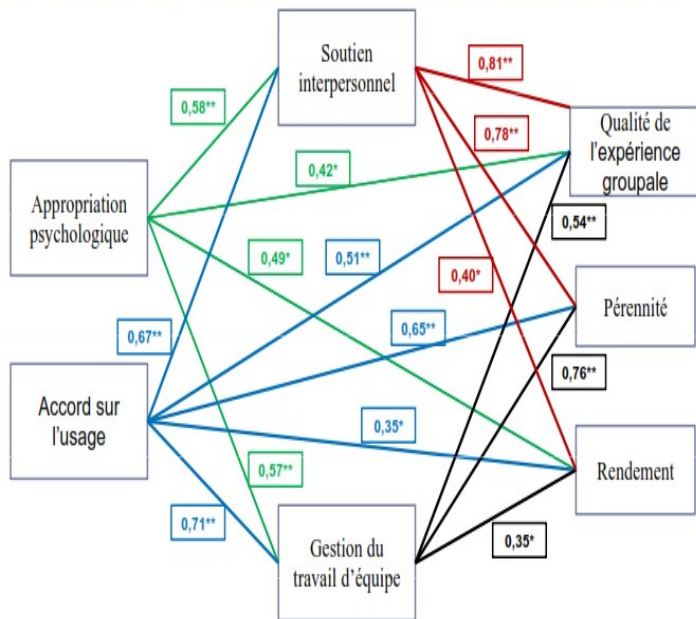 Soutien
interpersonnel
0,81**
0,58**
0,78**
Qualité de
l'expérience
groupale
0,42*
Appropriation
psychologique
0,54**
0,49*
0,51**
0,40*
Pérennité
0,67**
0,65**
0,76**
Accord sur
l'usage
0,35*
Rendement
0,57**
0,71**
Gestion du
travail d'équipe
0,35*